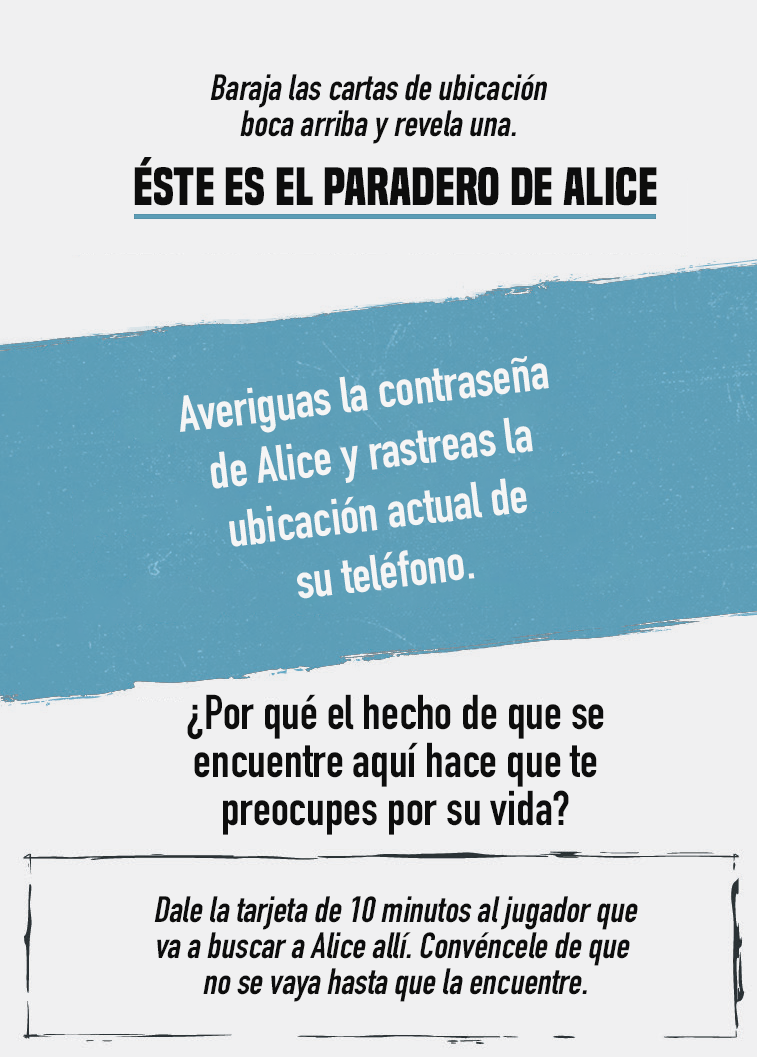 Baraja las cartas de ubicación
boca arriba y revela una.
ÉSTE ES EL PARADERO DE ALICE
Averiguas la contraseña
de Alice y rastreas la
ubicación actual de
su teléfono.
¿Por qué el hecho de que se
encuentre aquí hace que te
preocupes por su vida?
Dale la tarjeta de 10 minutos al jugador que
va a buscar a Alice allí. Convéncele de que
no se vaya hasta que la encuentre.